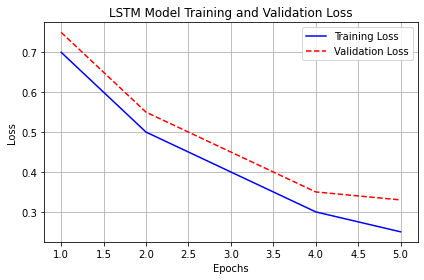 LSTM Model Training and Validation Loss
Training Loss
Validation Loss
0.7
0.6
0.5
0.4
0.3
Loss
1.0 1.5 2.0 2.5 3.0 3.5 4.0 4.5 5.0
Epochs